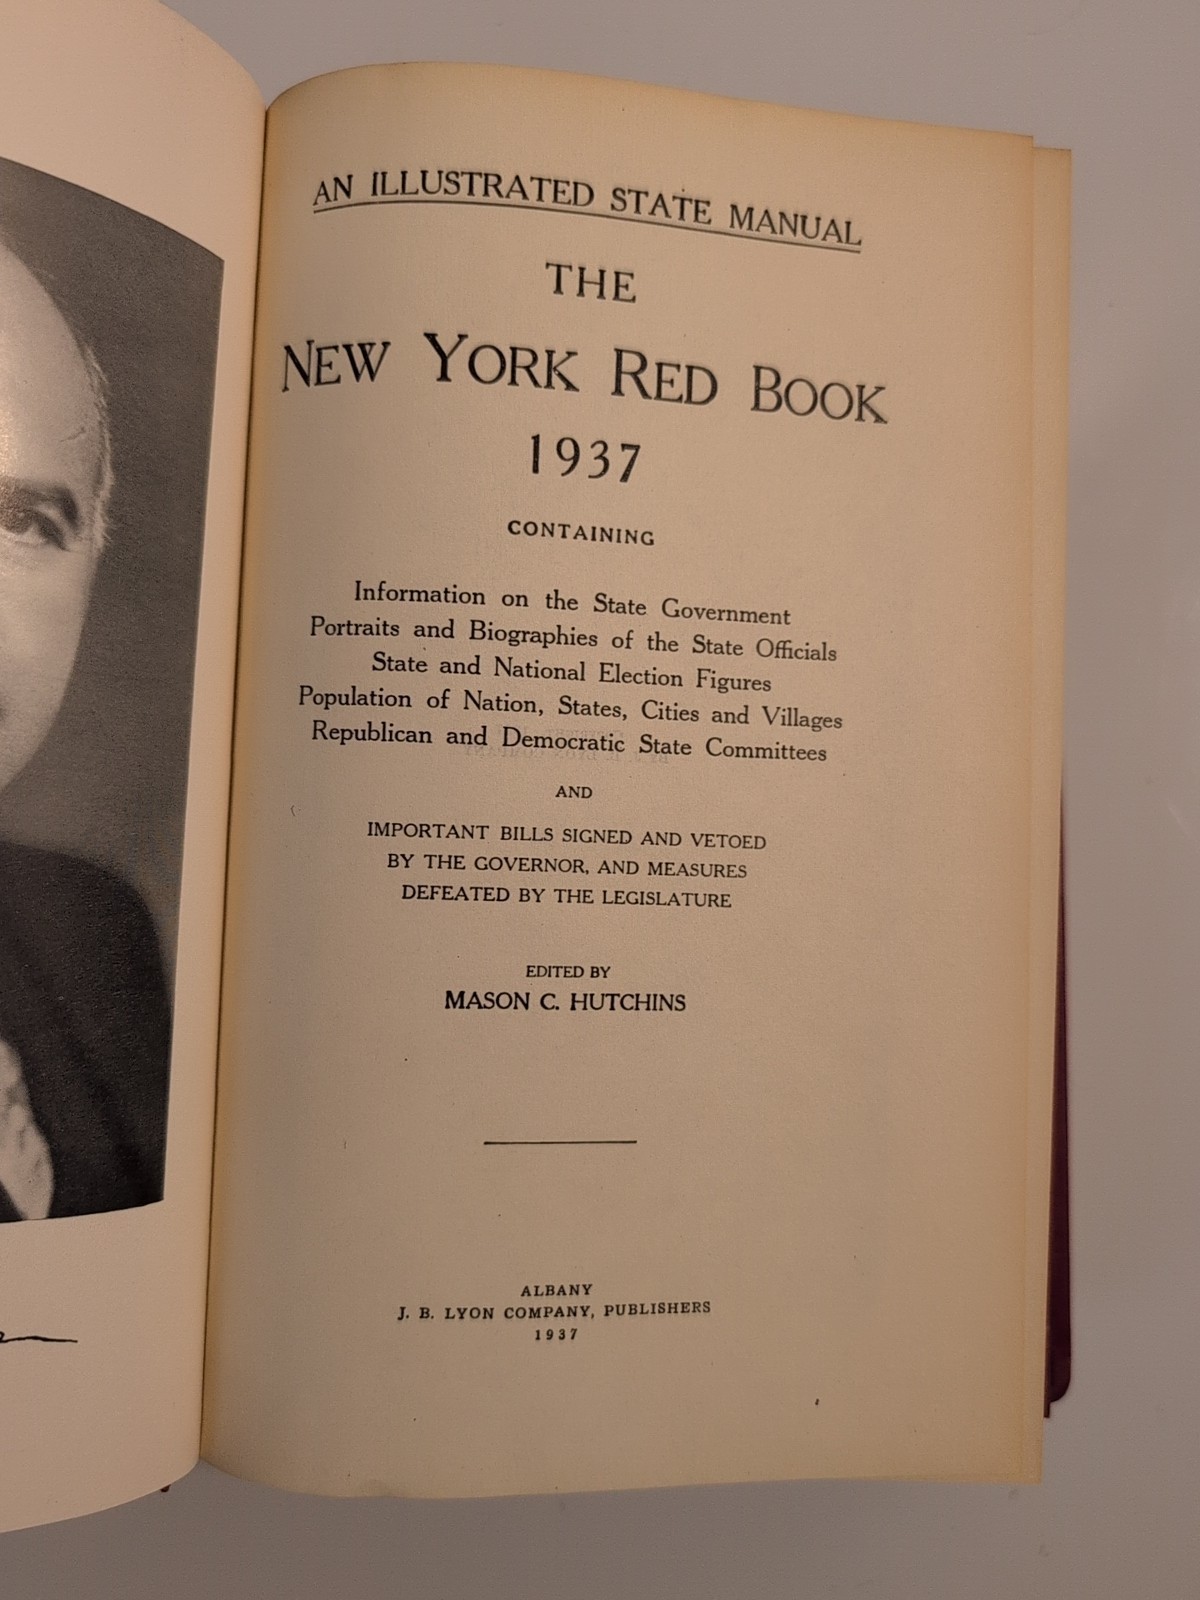 AN ILLUSTRATED STATE MANUAL
THE
NEW YORK RED BOOK
1937
CONTAINING
Information on the State Government
Portraits and Biographies of the State Officials
State and National Election Figures
Population of Nation, States, Cities and Villages
Republican and Democratic State Committees
AND
IMPORTANT BILLS SIGNED AND VETOED
BY THE GOVERNOR, AND MEASURES
DEFEATED BY THE LEGISLATURE
EDITED BY
MASON C. HUTCHINS
ALBANY
J. B. LYON COMPANY, PUBLISHERS
1937